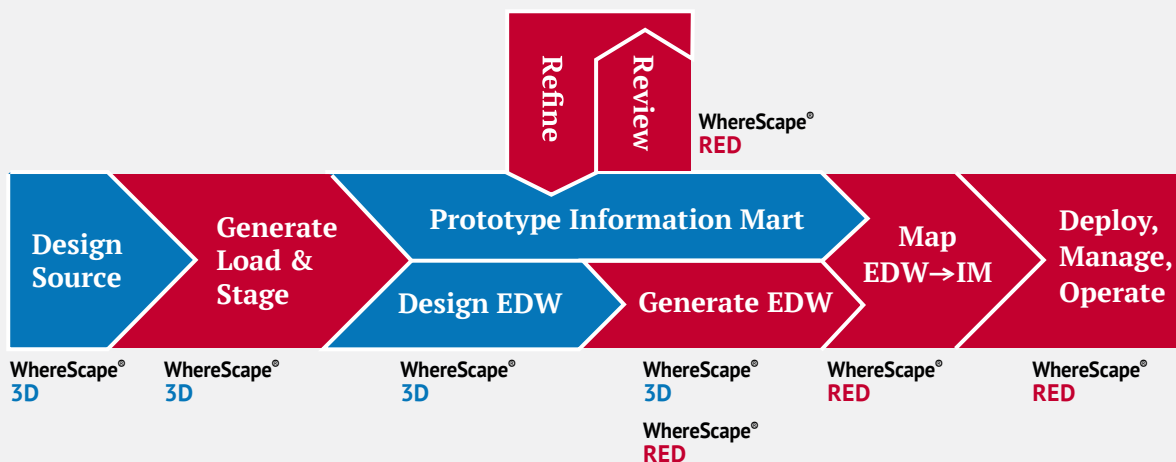 Refine
Review
WhereScape®
RED
Design
Source
Generate
Load &
Stage
Prototype Information Mart
Design EDW
Generate EDW
Map
EDW→IM
Deploy,
Manage,
Operate
WhereScape®
3D
WhereScape®
3D
WhereScape®
3D
WhereScape®
3D
WhereScape®
RED
WhereScape®
RED
WhereScape®
RED